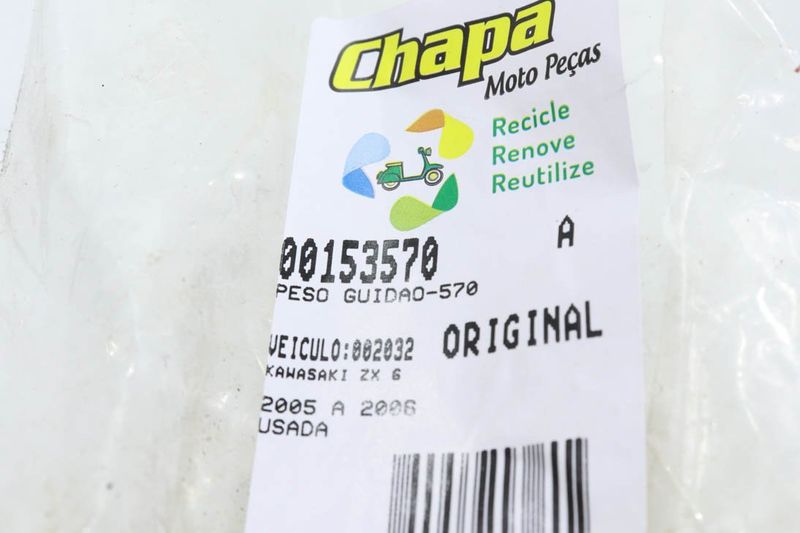 Chapa
Moto Peças
Recicle
Renove
Reutilize
A
00153570
PESO GUIDAO-570
VEICULO:002032
ORIGINAL
KAWASAKI ZX 6
2005 A 2006
USADA